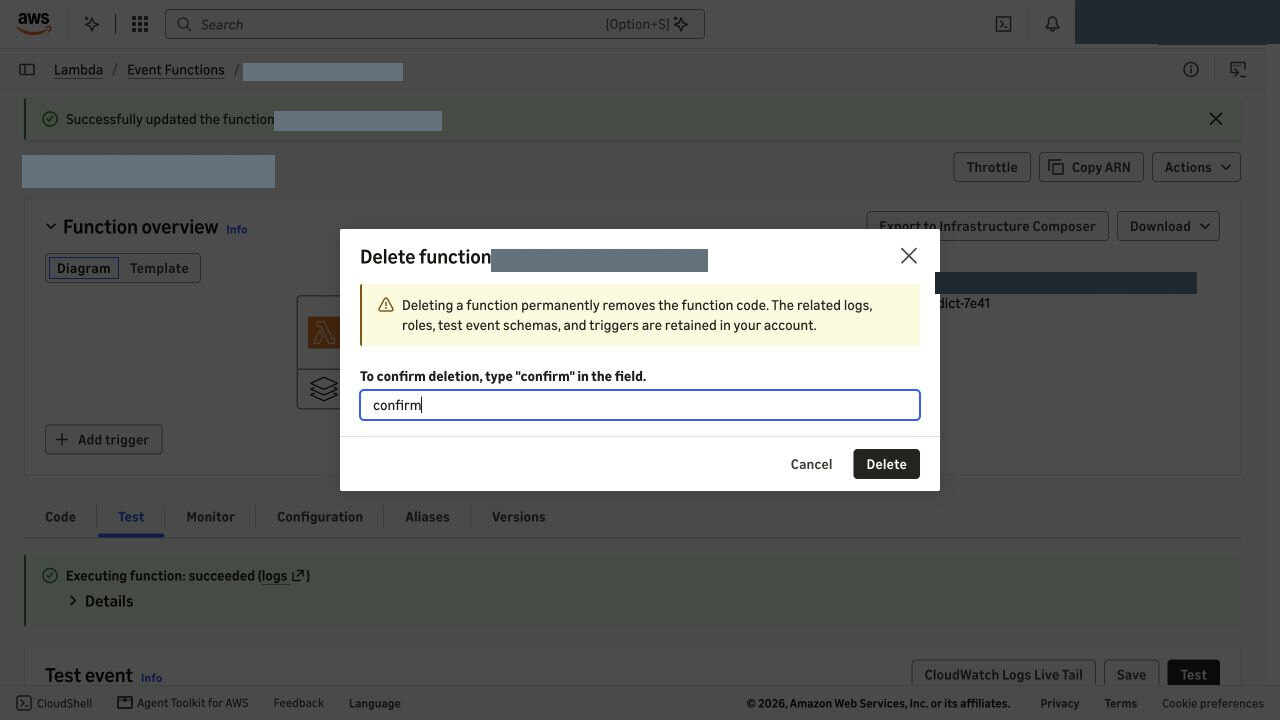 aws
Search [Option+S]
Lambda / Event Functions /
Successfully updated the function
Throttle Copy ARN Actions
Function overview Info
Export to Infrastructure Composer Download
Diagram Template
Delete function
Deleting a function permanently removes the function code. The related logs,
roles, test event schemas, and triggers are retained in your account.
dict-7e41
To confirm deletion, type "confirm" in the field.
confirm
Add trigger
Cancel Delete
Code Test Monitor Configuration Aliases Versions
Executing function: succeeded (logs)
Details
Test event Info
CloudWatch Logs Live Tail Save Test
CloudShell Agent Toolkit for AWS Feedback Language © 2026, Amazon Web Services, Inc. or its affiliates. Privacy Terms Cookie preferences